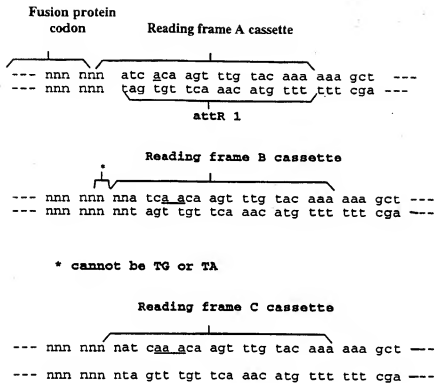 Fusion protein
codon
Reading frame A cassette
--- nnn nnn atc aca agt ttg tac aaa aaa gct ---
--- nnn nnn tag tgt tca aac atg ttt ttt cga ---
attR 1
Reading frame B cassette
*
--- nnn nnn nna tca aca agt ttg tac aaa aaa gct ---
--- nnn nnn nnt agt tgt tca aac atg ttt ttt cga ---
* cannot be TG or TA
Reading frame C cassette
--- nnn nnn nat caa aca agt ttg tac aaa aaa gct ---
--- nnn nnn nta gtt tgt tca aac atg ttt ttt cga ---